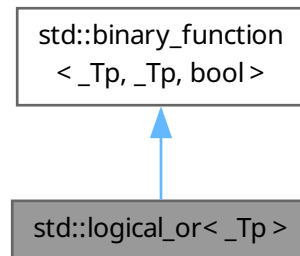 std::binary_function
< _Tp, _Tp, bool >
std::logical_or< _Tp >